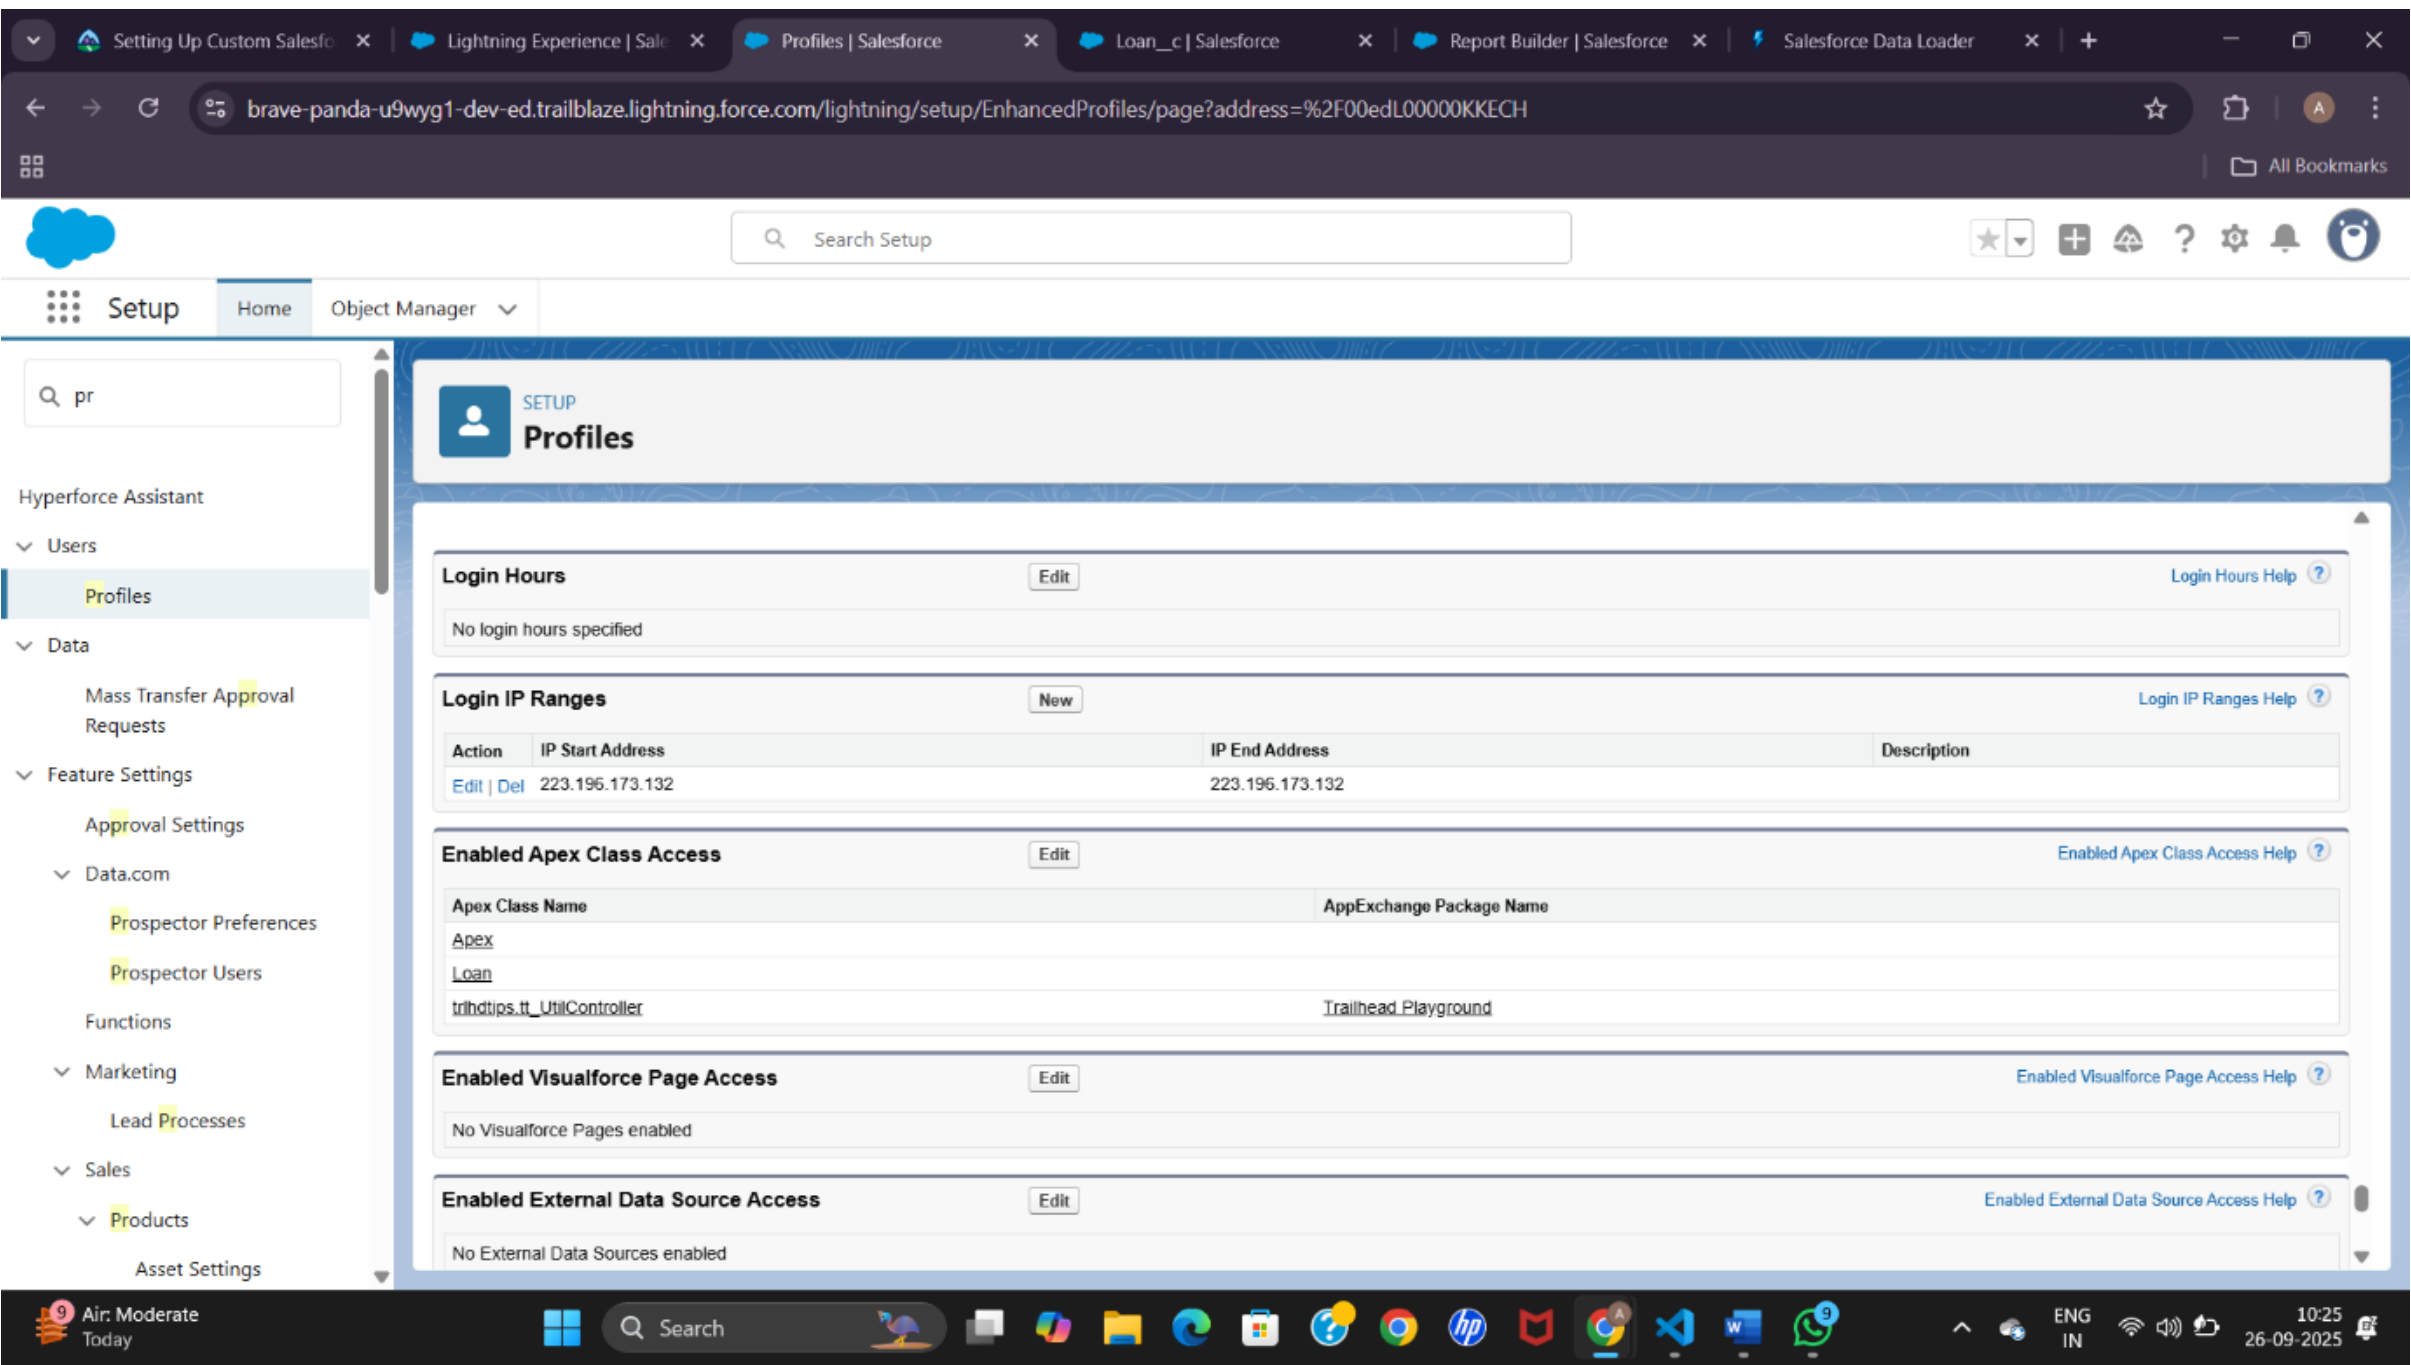 Setting Up Custom Salesfo
Lightning Experience | Sale
Profiles | Salesforce
Loan__c | Salesforce
Report Builder | Salesforce
Salesforce Data Loader
brave-panda-u9wyg1-dev-ed.trailblaze.lightning.force.com/lightning/setup/EnhancedProfiles/page?address=%2F00edL00000KKECH
A
All Bookmarks
Search Setup
Setup
Home
Object Manager
pr
Hyperforce Assistant
Users
Profiles
Data
Mass Transfer Approval
Requests
Feature Settings
Approval Settings
Data.com
Prospector Preferences
Prospector Users
Functions
Marketing
Lead Processes
Sales
Products
Asset Settings
SETUP
Profiles
Login Hours
Edit
Login Hours Help ?
No login hours specified
Login IP Ranges
New
Login IP Ranges Help ?
Action IP Start Address IP End Address Description
Edit | Del 223.196.173.132 223.196.173.132
Enabled Apex Class Access
Edit
Enabled Apex Class Access Help ?
Apex Class Name AppExchange Package Name
Apex
Loan
trlhdtips.tt_UtilController Trailhead Playground
Enabled Visualforce Page Access
Edit
Enabled Visualforce Page Access Help ?
No Visualforce Pages enabled
Enabled External Data Source Access
Edit
Enabled External Data Source Access Help ?
No External Data Sources enabled
9
Air: Moderate
Today
Search
hp
A
W
9
ENG
IN
10:25
26-09-2025